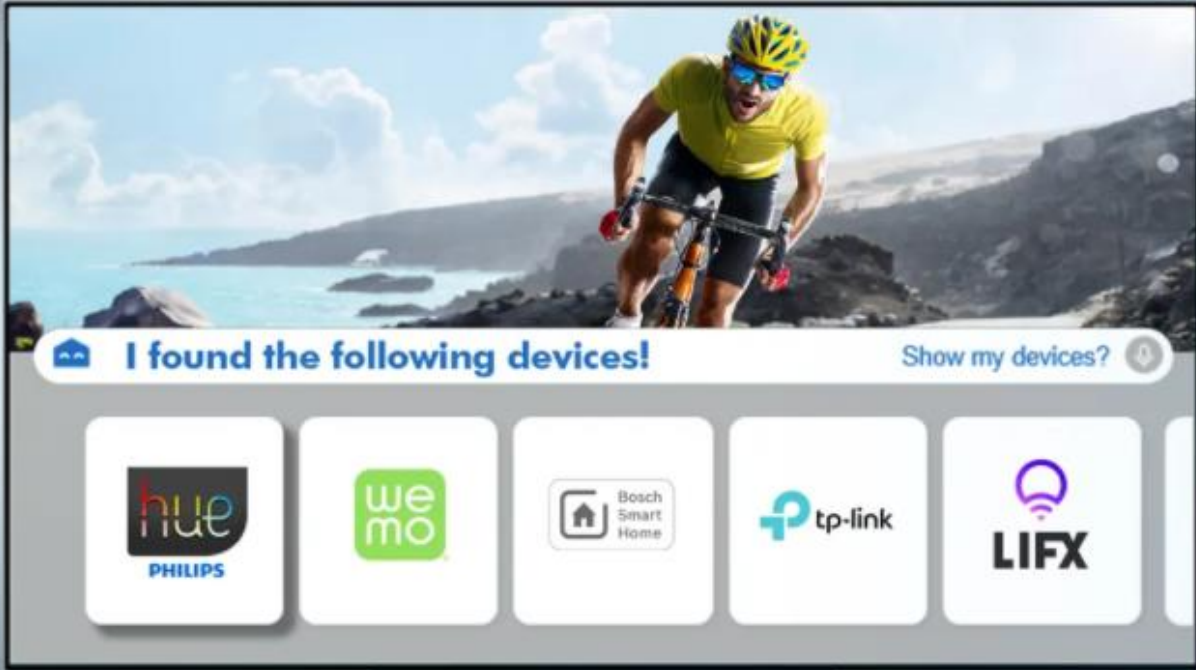 I found the following devices!
Show my devices?
hue
PHILIPS
we
mo
Bosch
Smart
Home
tp-link
LIFX